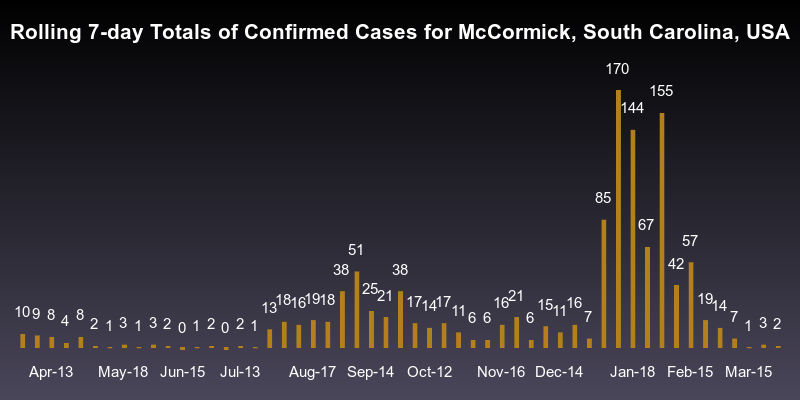 Rolling 7-day Totals of Confirmed Cases for McCormick, South Carolina, USA
10 9 8 4 8 2 1 3 1 3 2 0 1 2 0 2 1 13 18 16 19 18 38 51 25 21 38 17 14 17 11 6 6 16 21 6 15 11 16 7 85 170 144 67 155 42 57 19 14 7 1 3 2
Apr-13 May-18 Jun-15 Jul-13 Aug-17 Sep-14 Oct-12 Nov-16 Dec-14 Jan-18 Feb-15 Mar-15